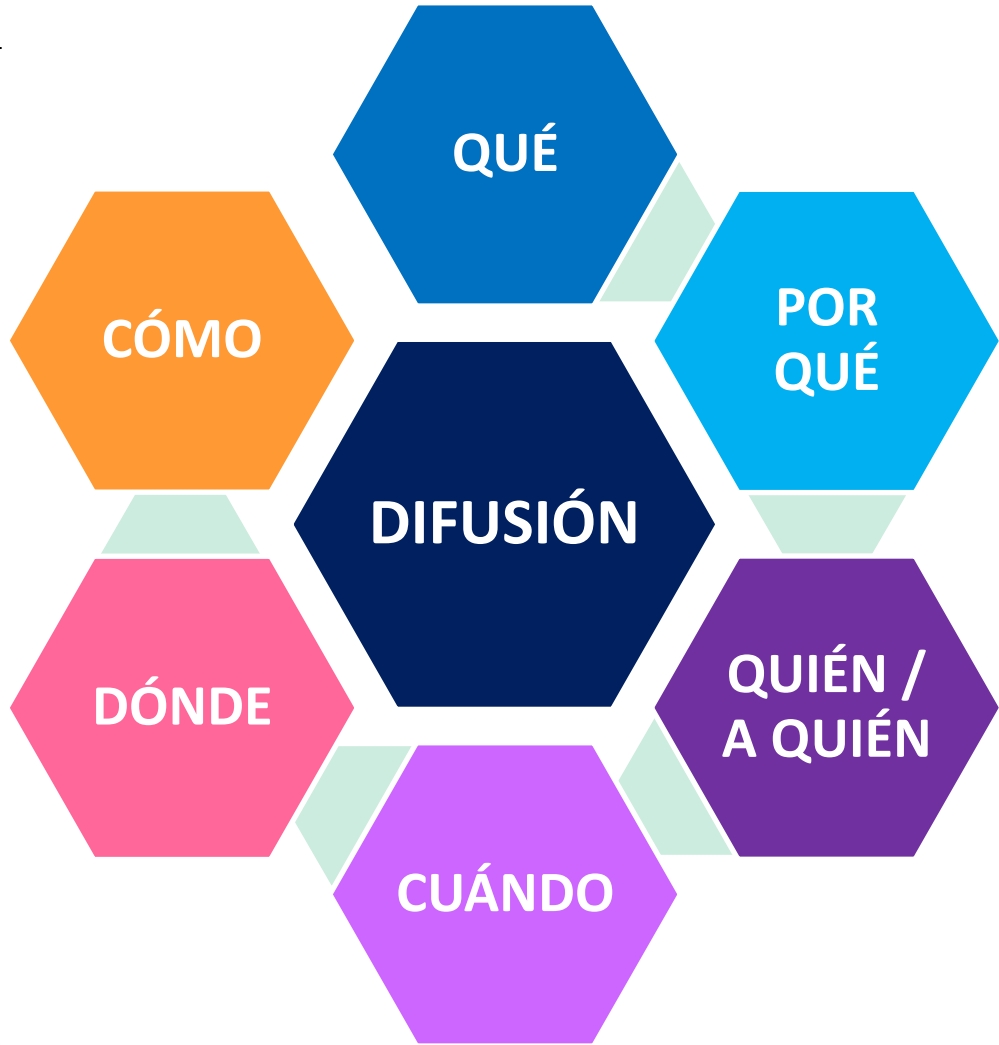 QUÉ
POR
QUÉ
QUIÉN /
A QUIÉN
CUÁNDO
DÓNDE
CÓMO
DIFUSIÓN